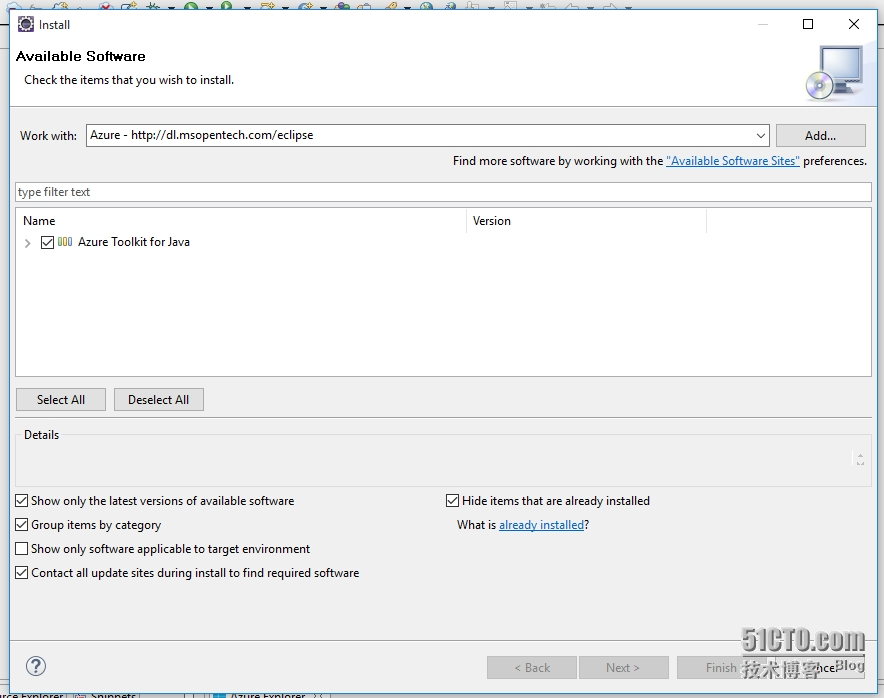 Install
Available Software
Check the items that you wish to install.
Work with: Azure - http://dl.msopentech.com/eclipse Add...
Find more software by working with the "Available Software Sites" preferences.
type filter text
Name Version
Azure Toolkit for Java
Select All Deselect All
Details
Show only the latest versions of available software Hide items that are already installed
Group items by category What is already installed?
Show only software applicable to target environment
Contact all update sites during install to find required software
51CTO.com
? < Back Next > Finish
技术博客 Blog
Explorer Snippets Azure Explorer